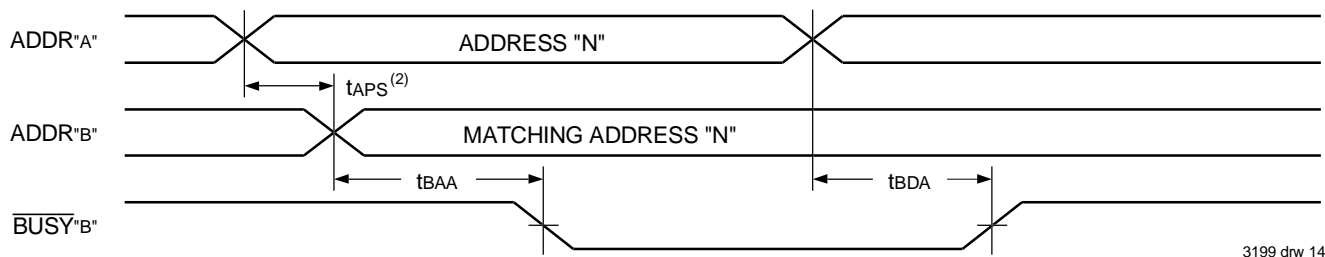 ADDR"A"
ADDRESS "N"
tAPS(2)
ADDR"B"
MATCHING ADDRESS "N"
tBAA
tBDA
BUSY"B"
3199 drw 14